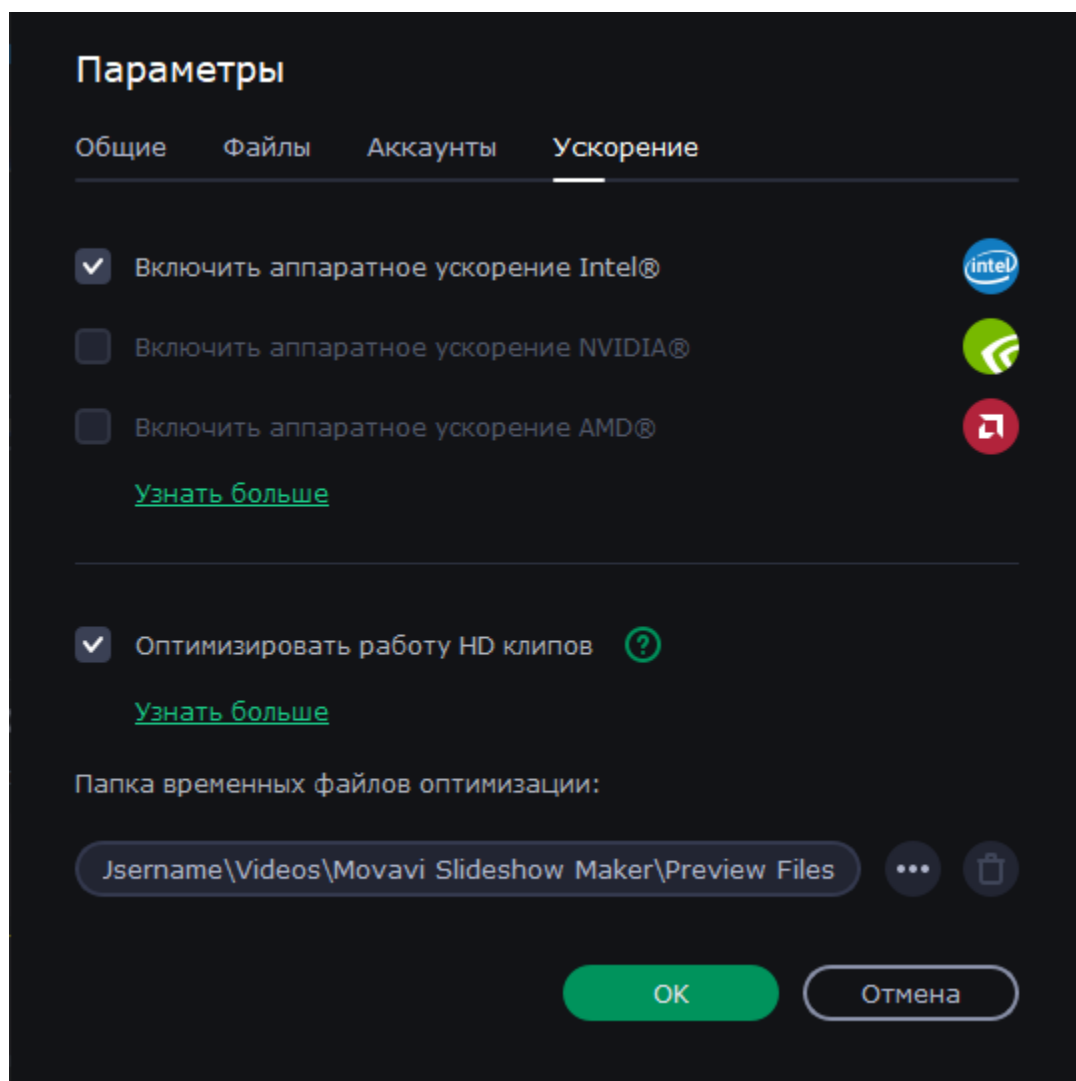 Параметры
Общие Файлы Аккаунты Ускорение
Включить аппаратное ускорение Intel®
intel
Включить аппаратное ускорение NVIDIA®
Включить аппаратное ускорение AMD®
Узнать больше
Оптимизировать работу HD клипов ?
Узнать больше
Папка временных файлов оптимизации:
Jsername\Videos\Movavi Slideshow Maker\Preview Files •••
OK Отмена